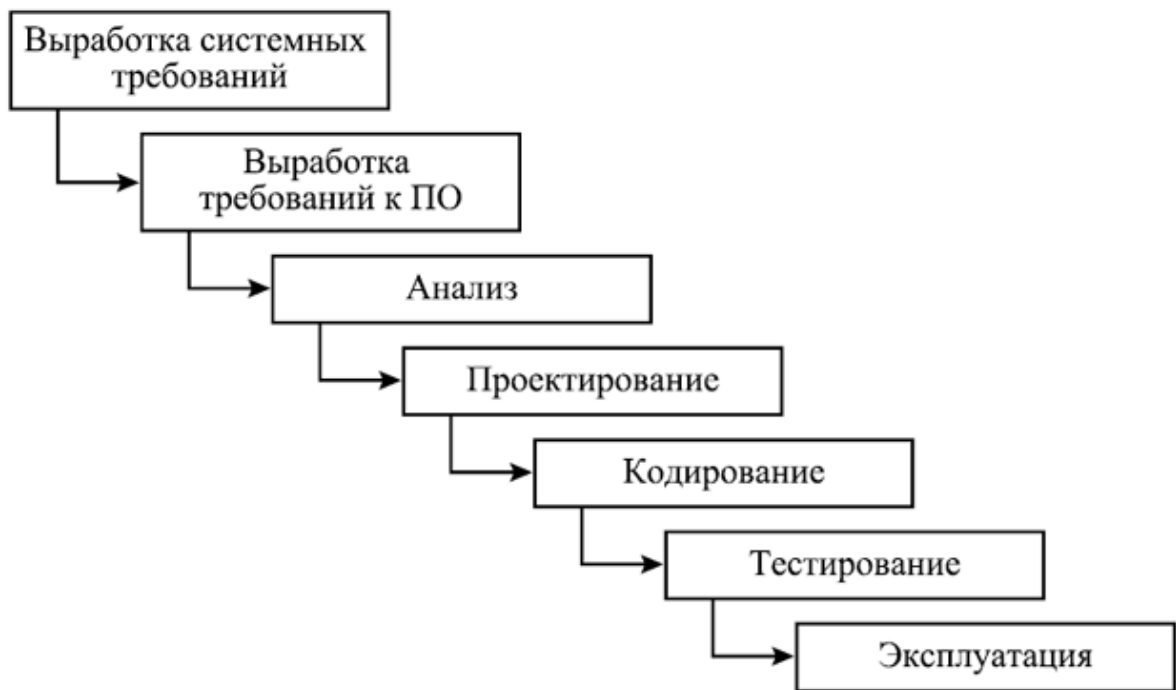 Выработка системных
требований
Выработка
требований к ПО
Анализ
Проектирование
Кодирование
Тестирование
Эксплуатация